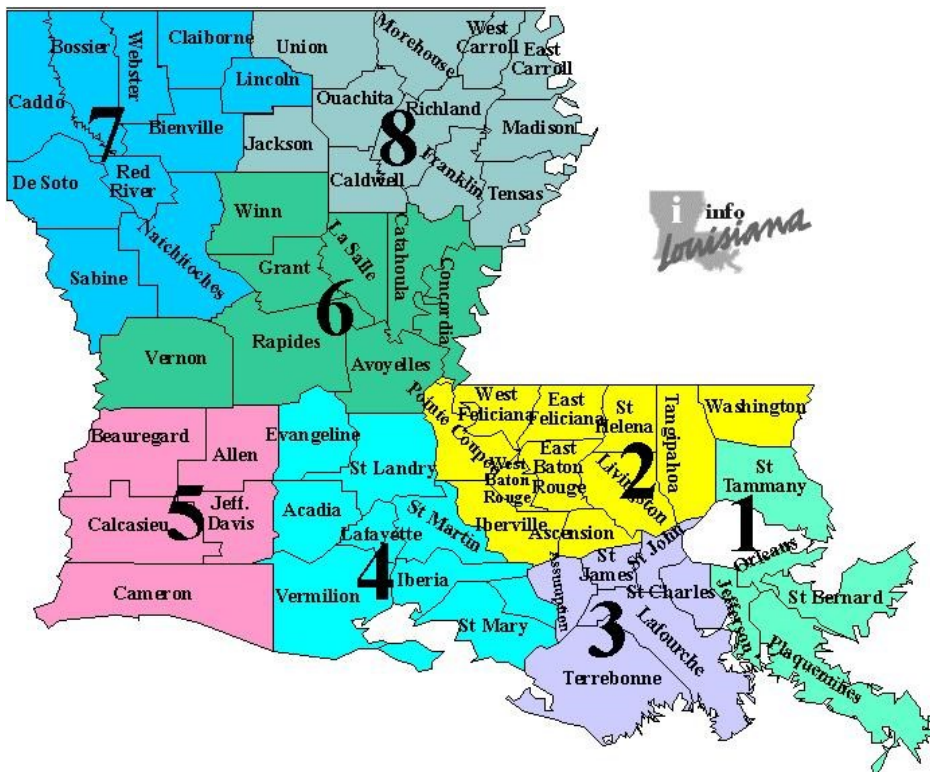 Bossier
Webster
Claiborne
Union
Morehouse
West
Carroll
East
Carroll
Lincoln
Caddo
7
Ouachita
Richland
8
Bienville
Madison
Jackson
Franklin
De Soto
Red
River
Caldwell
Tensas
i info
Louisiana
Winn
Natchitoches
La Salle
Catahoula
Concordia
Sabine
Grant
6
Vernon
Rapides
Avoyelles
Pointe Coupee
West
Feliciana
East
Feliciana
St
Helena
Tangipahoa
Washington
Beauregard
Allen
Evangeline
St Landry
West
Baton
Rouge
East
Baton
Rouge
Livingston
2
St
Tammany
5
Calcasieu
Jeff.
Davis
Acadia
Lafayette
St Martin
Iberville
Ascension
1
Orleans
4
Cameron
Vermilion
Iberia
St Mary
Assumption
St
James
St John
St Charles
Jefferson
St Bernard
3
Lafourche
Terrebonne
Plaquemines